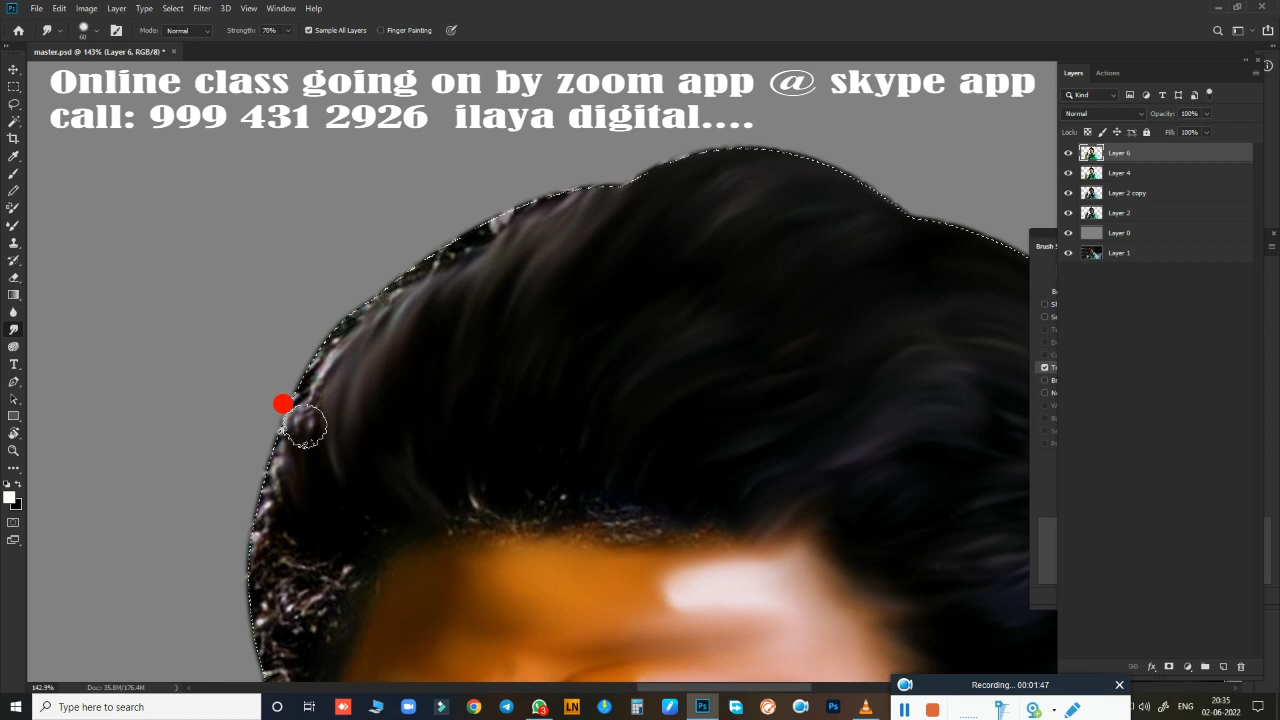 File Edit Image Layer Type Select Filter 3D View Window Help
60 Mode: Normal Strength: 70% Sample All Layers Finger Painting
master.psd @ 143% (Layer 6, RGB/8) *
Online class going on by zoom app @ skype app
call: 999 431 2926 ilaya digital....
Layers Actions
Kind
Normal Opacity: 100%
Lock: Fill: 100%
Layer 6
Layer 4
Layer 2 copy
Layer 2
Layer 0
Layer 1
Brush S
142.9% Doc: 35.8M/176.4M
Recording... 00:01:47
Type here to search
ENG 20:35
02-06-2022